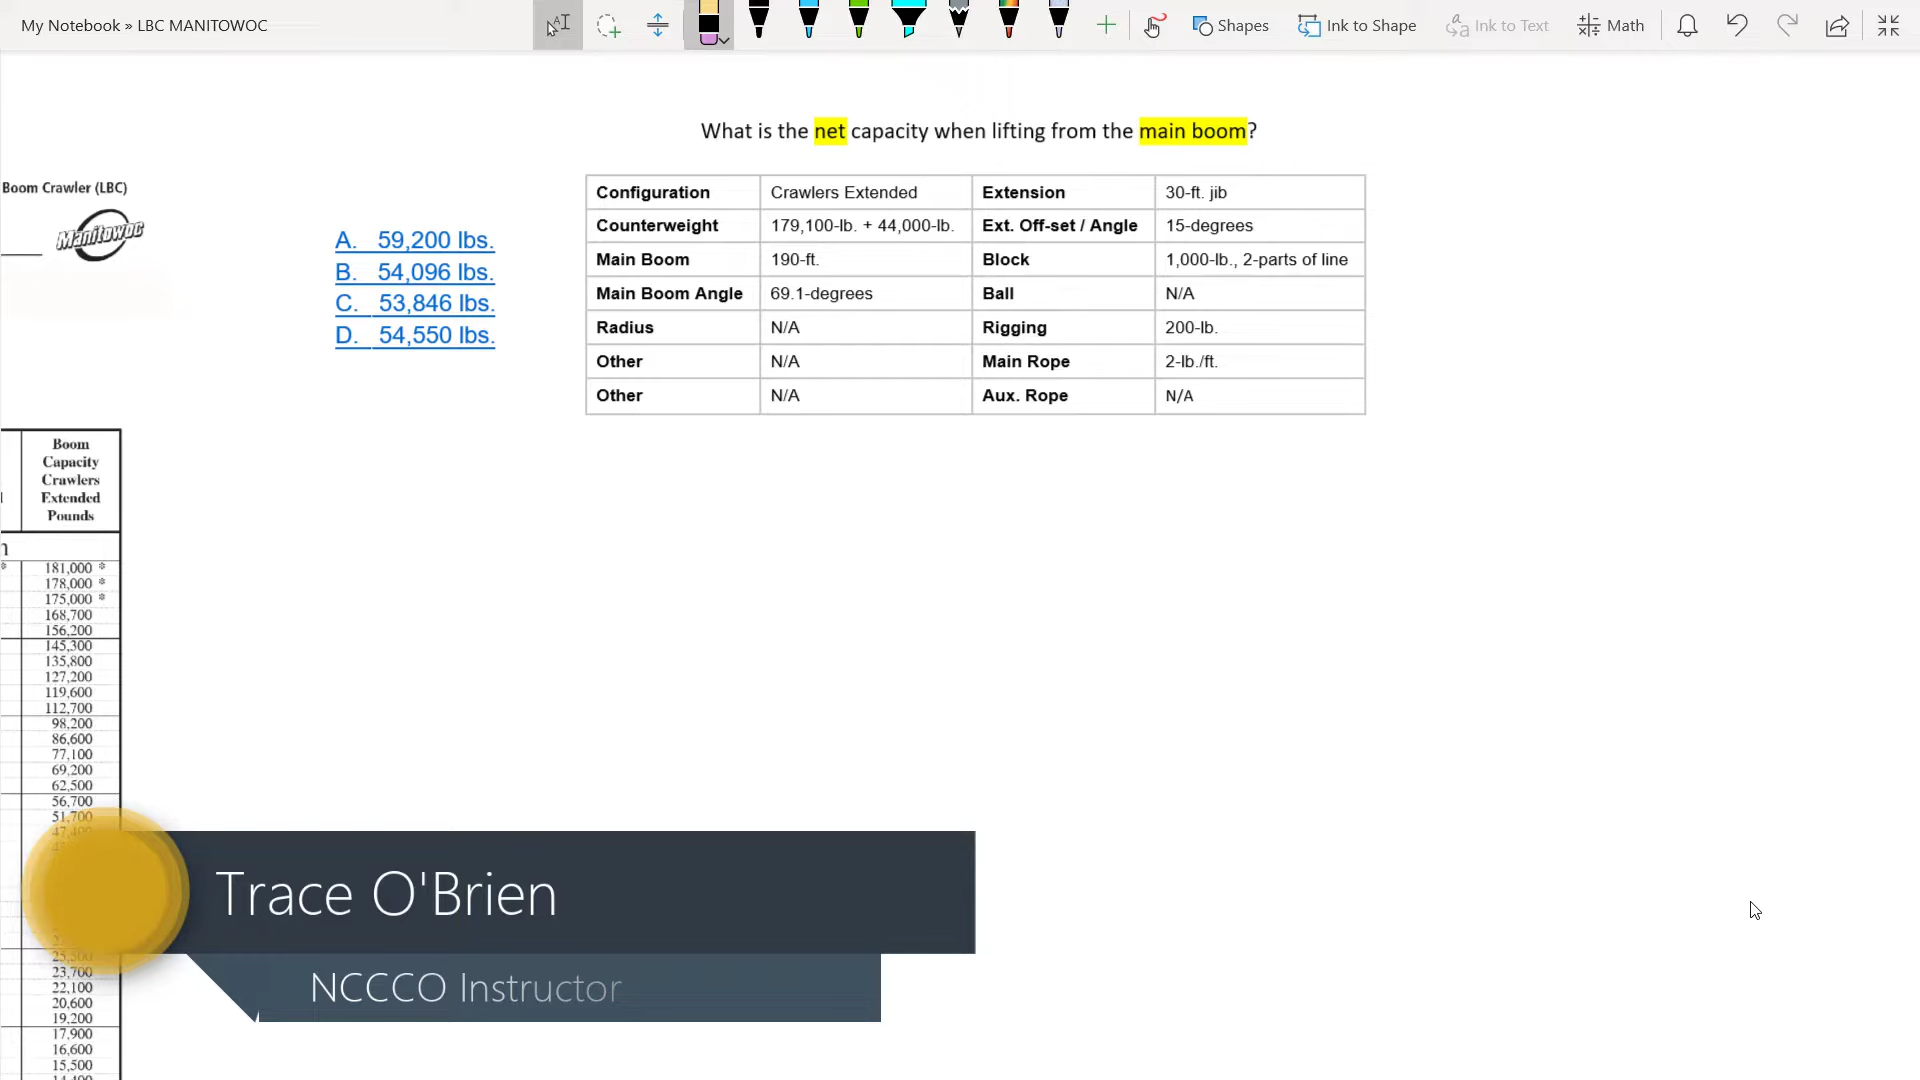 My Notebook » LBC MANITOWOC
Shapes
Ink to Shape
Ink to Text
Math
What is the net capacity when lifting from the main boom?
Boom Crawler (LBC)
Manitowoc
A. 59,200 lbs.
B. 54,096 lbs.
C. 53,846 lbs.
D. 54,550 lbs.
Configuration Crawlers Extended Extension 30-ft. jib
Counterweight 179,100-lb. + 44,000-lb. Ext. Off-set / Angle 15-degrees
Main Boom 190-ft. Block 1,000-lb., 2-parts of line
Main Boom Angle 69.1-degrees Ball N/A
Radius N/A Rigging 200-lb.
Other N/A Main Rope 2-lb./ft.
Other N/A Aux. Rope N/A
Boom
Capacity
Crawlers
Extended
Pounds
181,000 *
178,000 *
175,000 *
168,700
156,200
145,300
135,800
127,200
119,600
112,700
98,200
86,600
77,100
69,200
62,500
56,700
51,700
Trace O'Brien
NCCCO Instructor
25,500
23,700
22,100
20,600
19,200
17,900
16,600
15,500